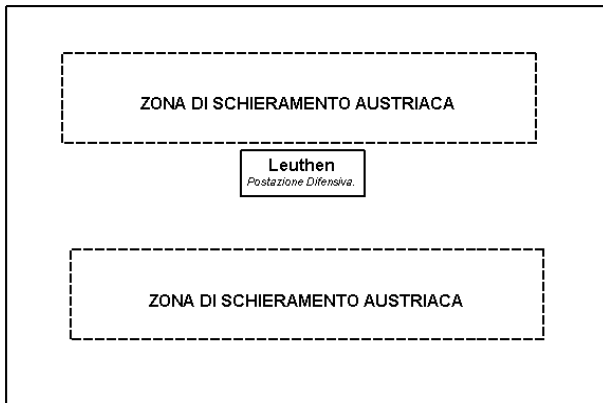 ZONA DI SCHIERAMENTO AUSTRIACA
Leuthen
Postazione Difensiva.
ZONA DI SCHIERAMENTO AUSTRIACA